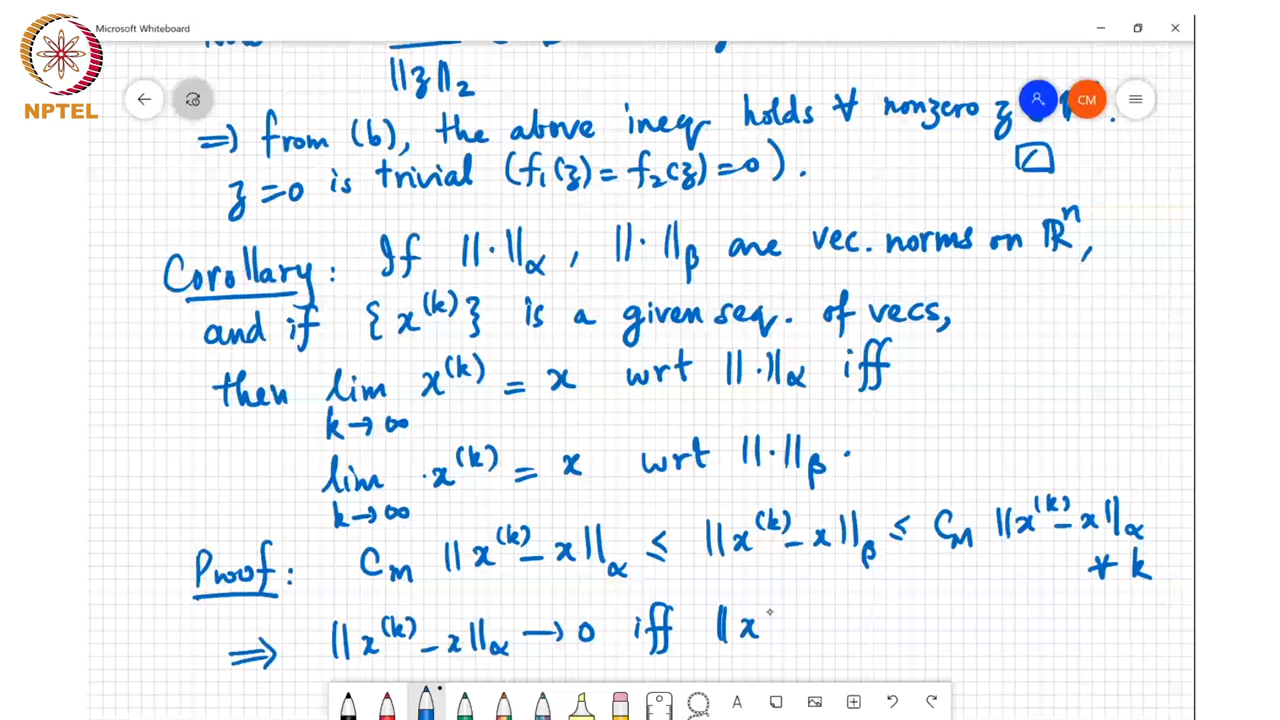 Microsoft Whiteboard
NPTEL
CM
‖z‖₂
⇒ from (b), the above ineq holds ∀ nonzero z
z = 0 is trivial (f₁(z) = f₂(z) = 0).
Corollary: If ‖·‖α, ‖·‖β are vec. norms on ℝⁿ,
and if {x^(k)} is a given seq. of vecs,
then lim x^(k) = x wrt ‖·‖α iff
k→∞
lim x^(k) = x wrt ‖·‖β.
k→∞
Proof: Cm ‖x^(k) - x‖α ≤ ‖x^(k) - x‖β ≤ CM ‖x^(k) - x‖α
∀ k
⇒ ‖x^(k) - x‖α → 0 iff ‖x